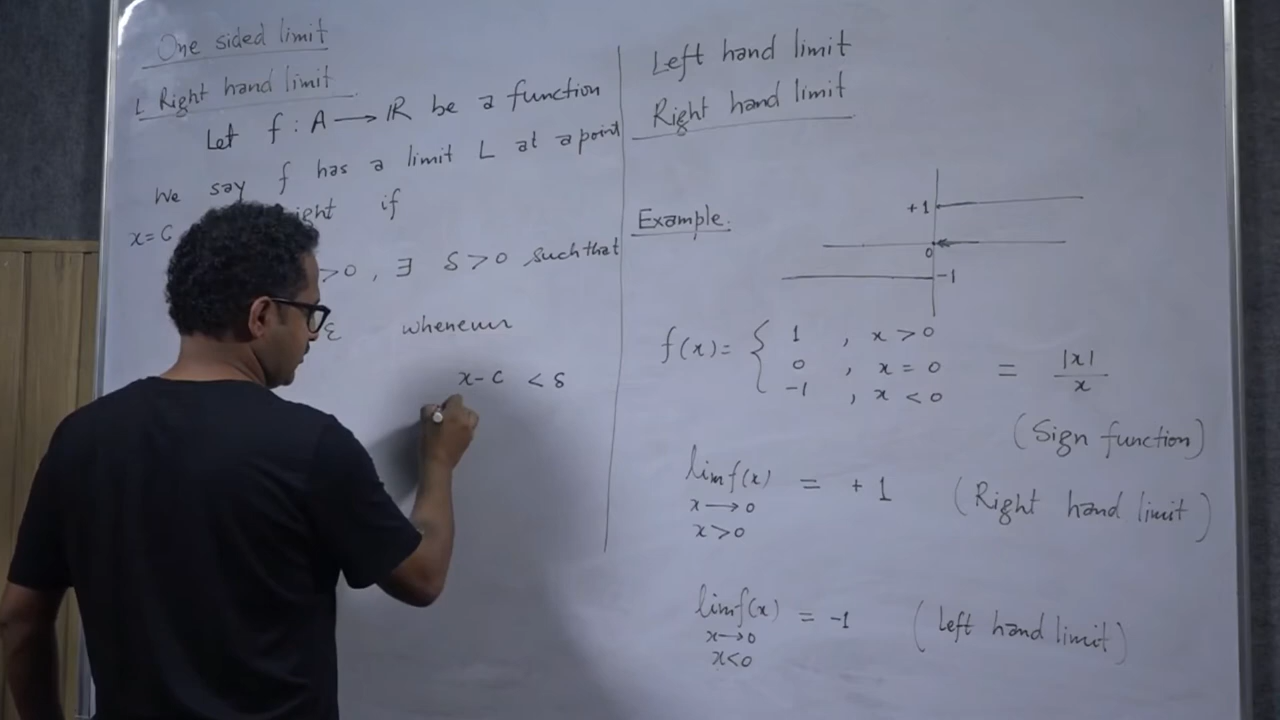 One sided limit
L Right hand limit
Let f : A ⟶ ℝ be a function
We say f has a limit L at a point
x = C if
>0 , ∃ δ > 0 such that
ε whenever
x - c < δ
Left hand limit
Right hand limit
Example.
+1
0
-1
f(x) = { 1 , x > 0
0 , x = 0
-1 , x < 0
= |x| / x
(Sign function)
lim f(x) = +1 (Right hand limit)
x ⟶ 0
x > 0
lim f(x) = -1 (Left hand limit)
x ⟶ 0
x < 0